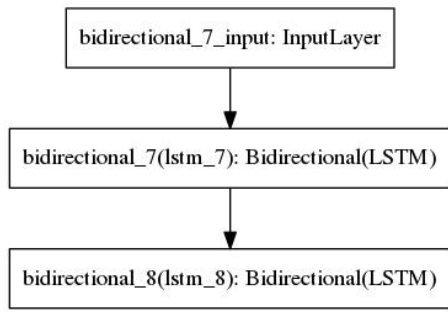 bidirectional_7_input: InputLayer
bidirectional_7(lstm_7): Bidirectional(LSTM)
bidirectional_8(lstm_8): Bidirectional(LSTM)